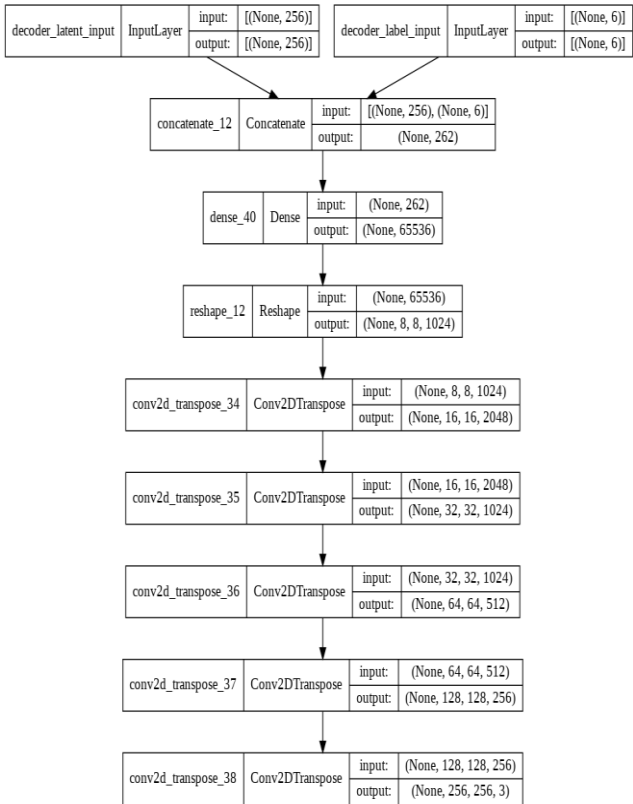 decoder_latent_input InputLayer input: [(None, 256)]
output: [(None, 256)]
decoder_label_input InputLayer input: [(None, 6)]
output: [(None, 6)]
concatenate_12 Concatenate input: [(None, 256), (None, 6)]
output: (None, 262)
dense_40 Dense input: (None, 262)
output: (None, 65536)
reshape_12 Reshape input: (None, 65536)
output: (None, 8, 8, 1024)
conv2d_transpose_34 Conv2DTranspose input: (None, 8, 8, 1024)
output: (None, 16, 16, 2048)
conv2d_transpose_35 Conv2DTranspose input: (None, 16, 16, 2048)
output: (None, 32, 32, 1024)
conv2d_transpose_36 Conv2DTranspose input: (None, 32, 32, 1024)
output: (None, 64, 64, 512)
conv2d_transpose_37 Conv2DTranspose input: (None, 64, 64, 512)
output: (None, 128, 128, 256)
conv2d_transpose_38 Conv2DTranspose input: (None, 128, 128, 256)
output: (None, 256, 256, 3)